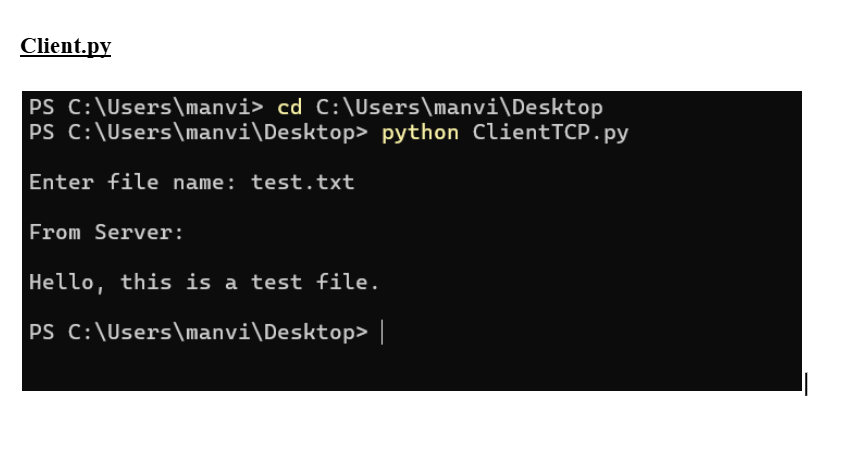 Client.py
PS C:\Users\manvi> cd C:\Users\manvi\Desktop
PS C:\Users\manvi\Desktop> python ClientTCP.py
Enter file name: test.txt
From Server:
Hello, this is a test file.
PS C:\Users\manvi\Desktop>